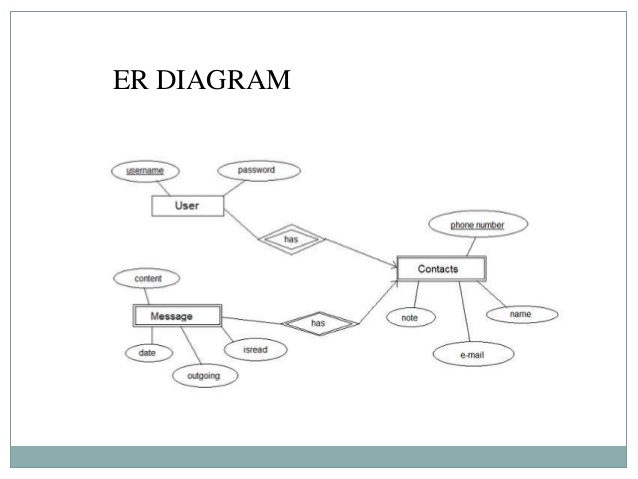 ER DIAGRAM
username
password
User
has
phone number
Contacts
content
Message
has
note
name
date
isread
e-mail
outgoing